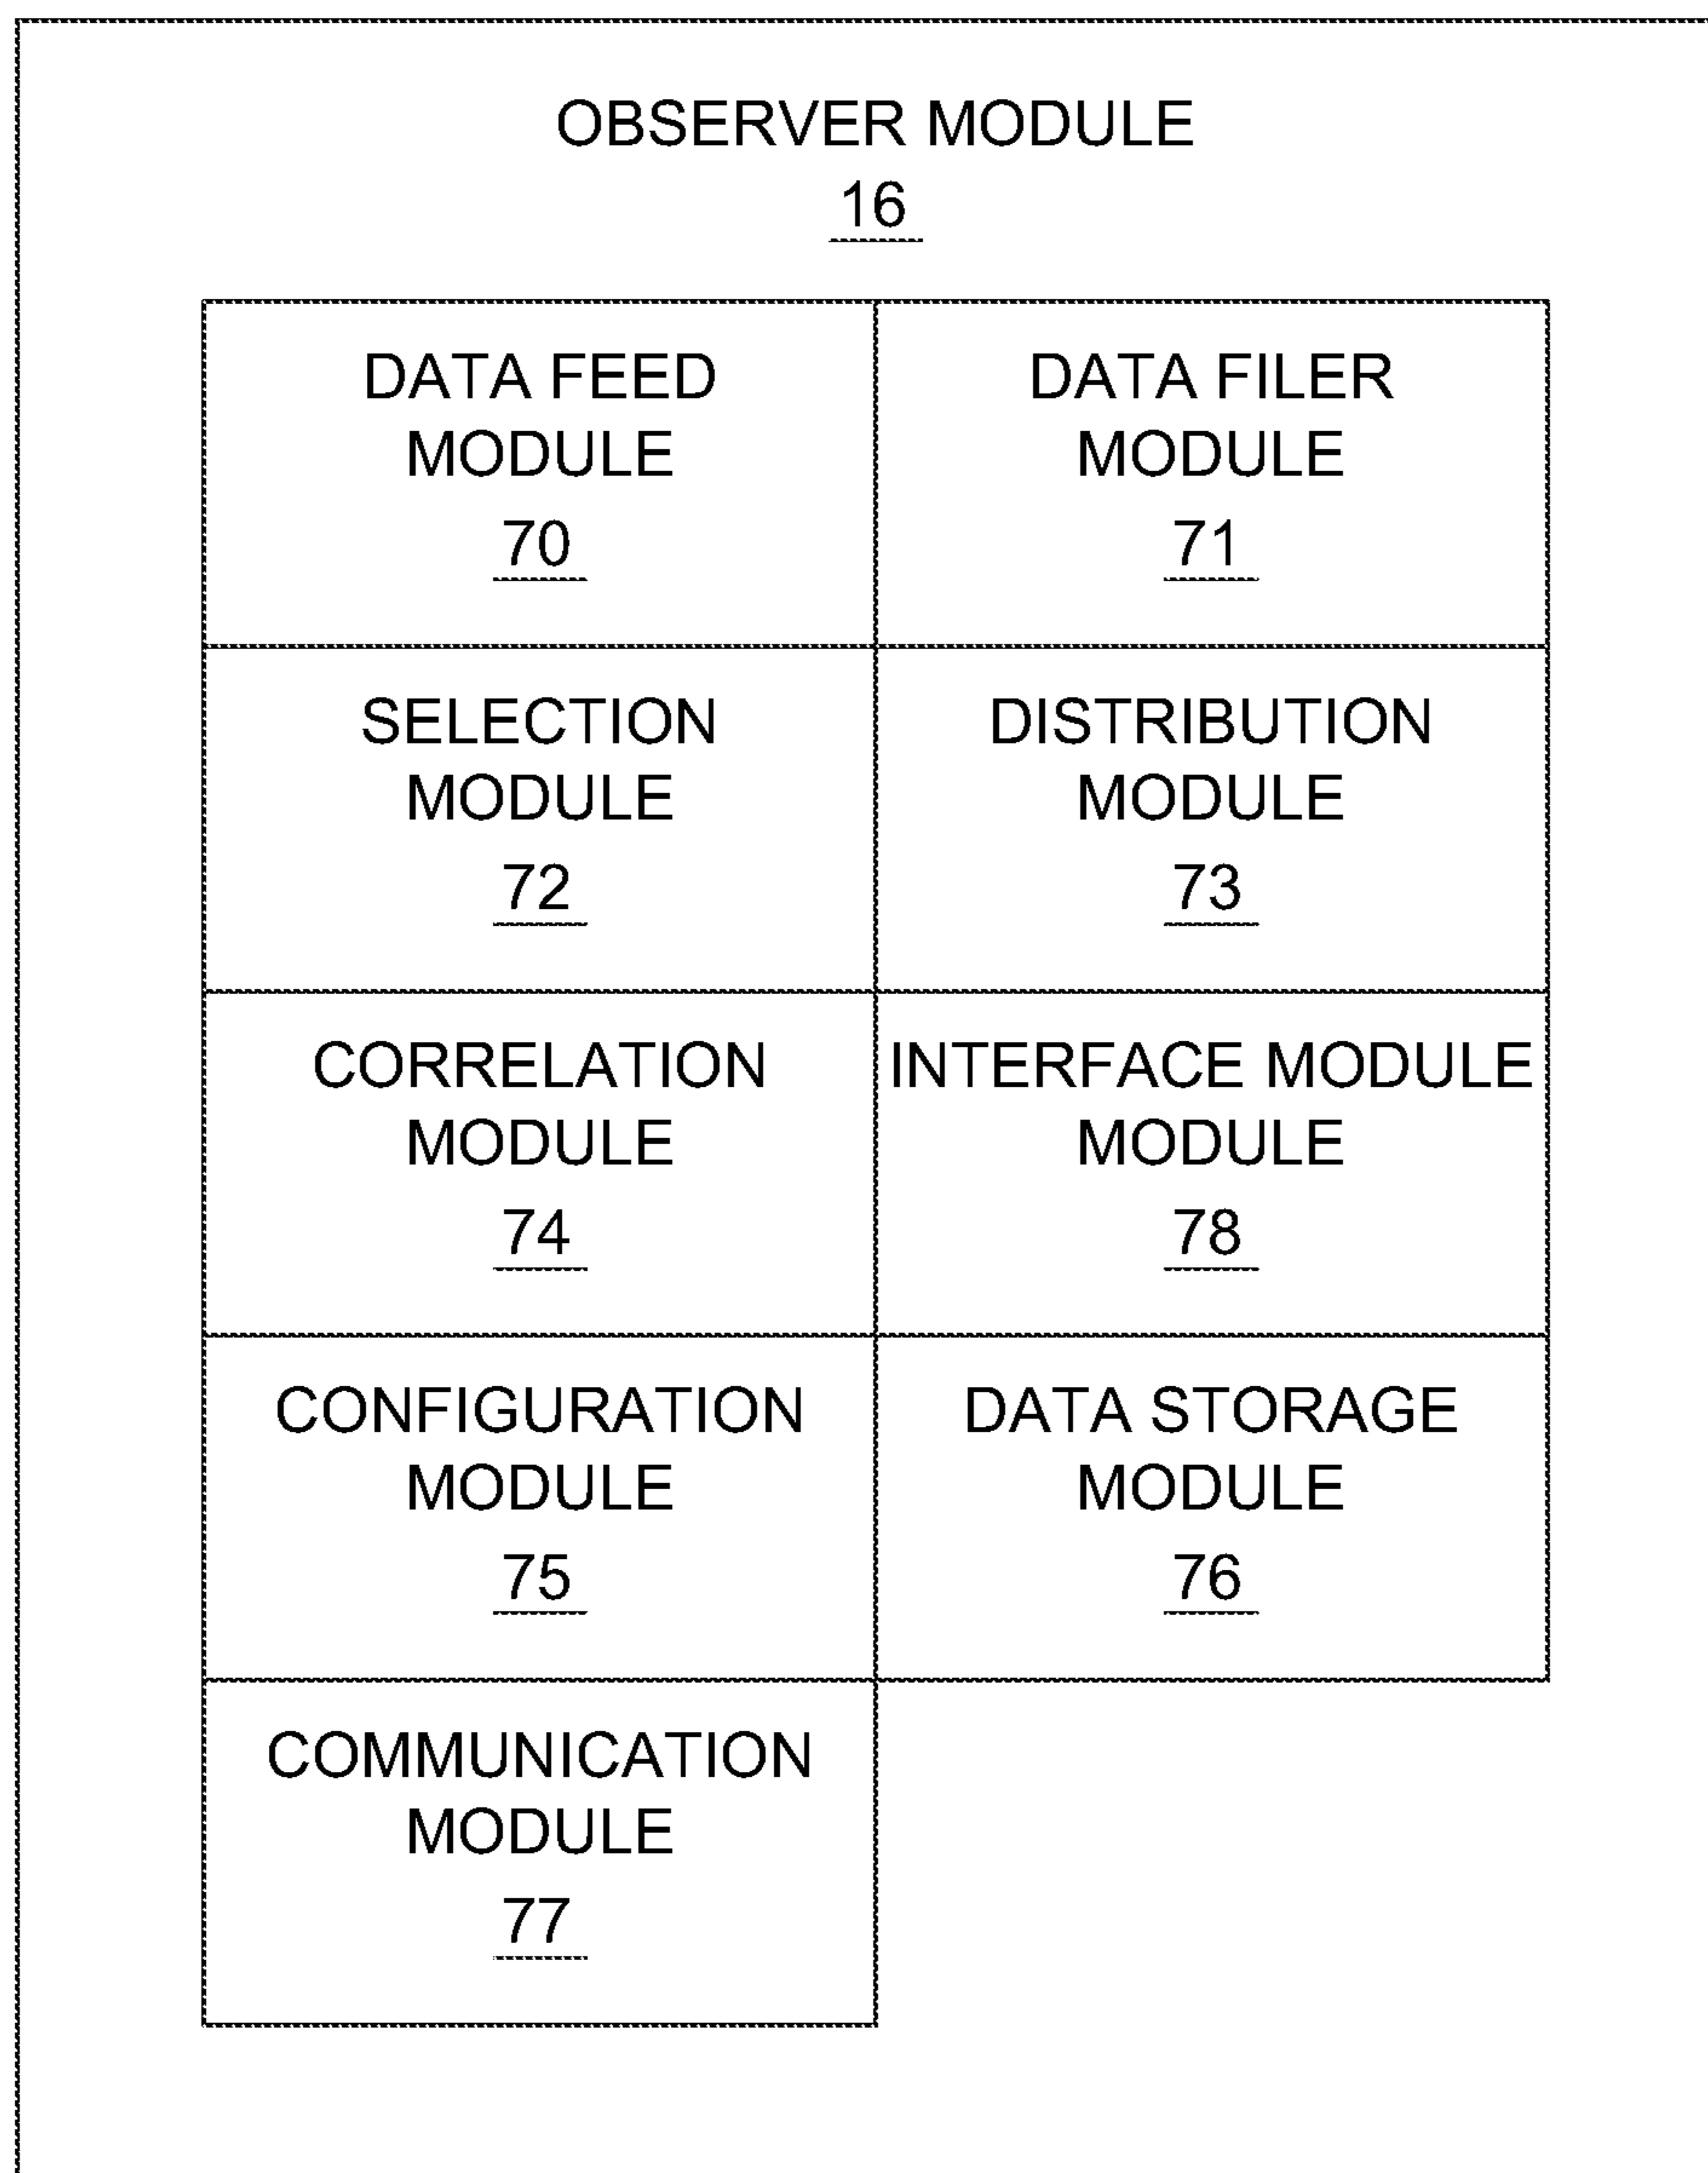 OBSERVER MODULE
16
DATA FEED
MODULE
70
DATA FILER
MODULE
71
SELECTION
MODULE
72
DISTRIBUTION
MODULE
73
CORRELATION
MODULE
74
INTERFACE MODULE
MODULE
78
CONFIGURATION
MODULE
75
DATA STORAGE
MODULE
76
COMMUNICATION
MODULE
77